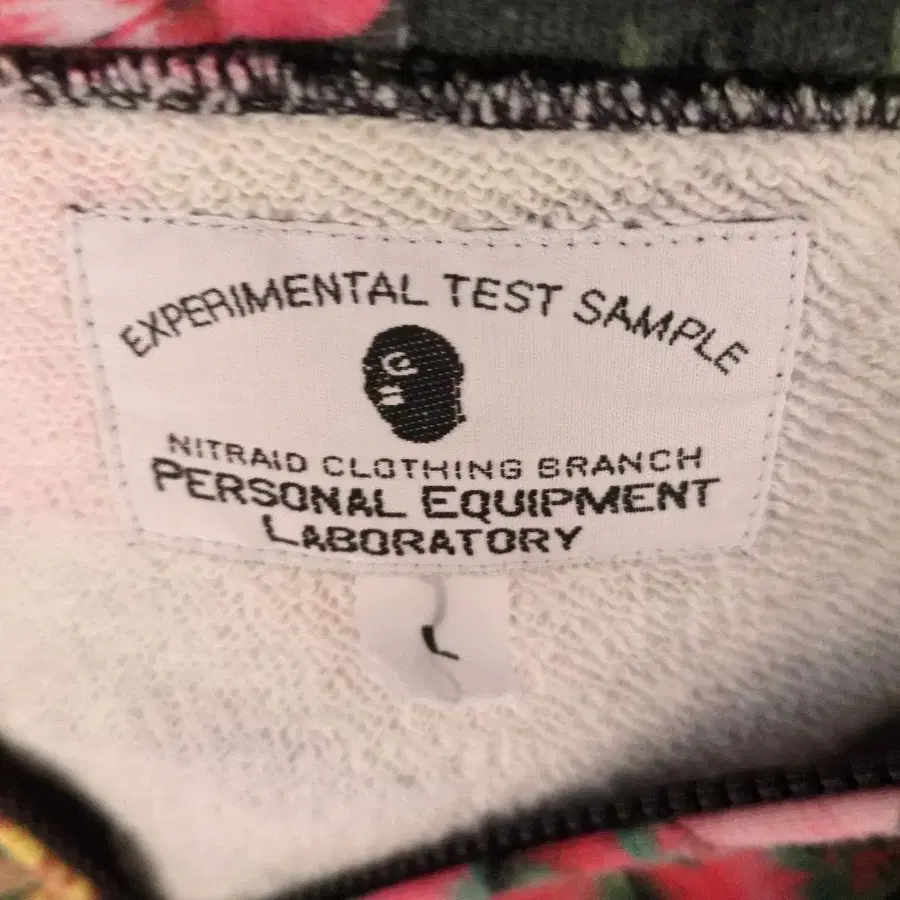 EXPERIMENTAL TEST SAMPLE
NITRAID CLOTHING BRANCH
PERSONAL EQUIPMENT
LABORATORY
L